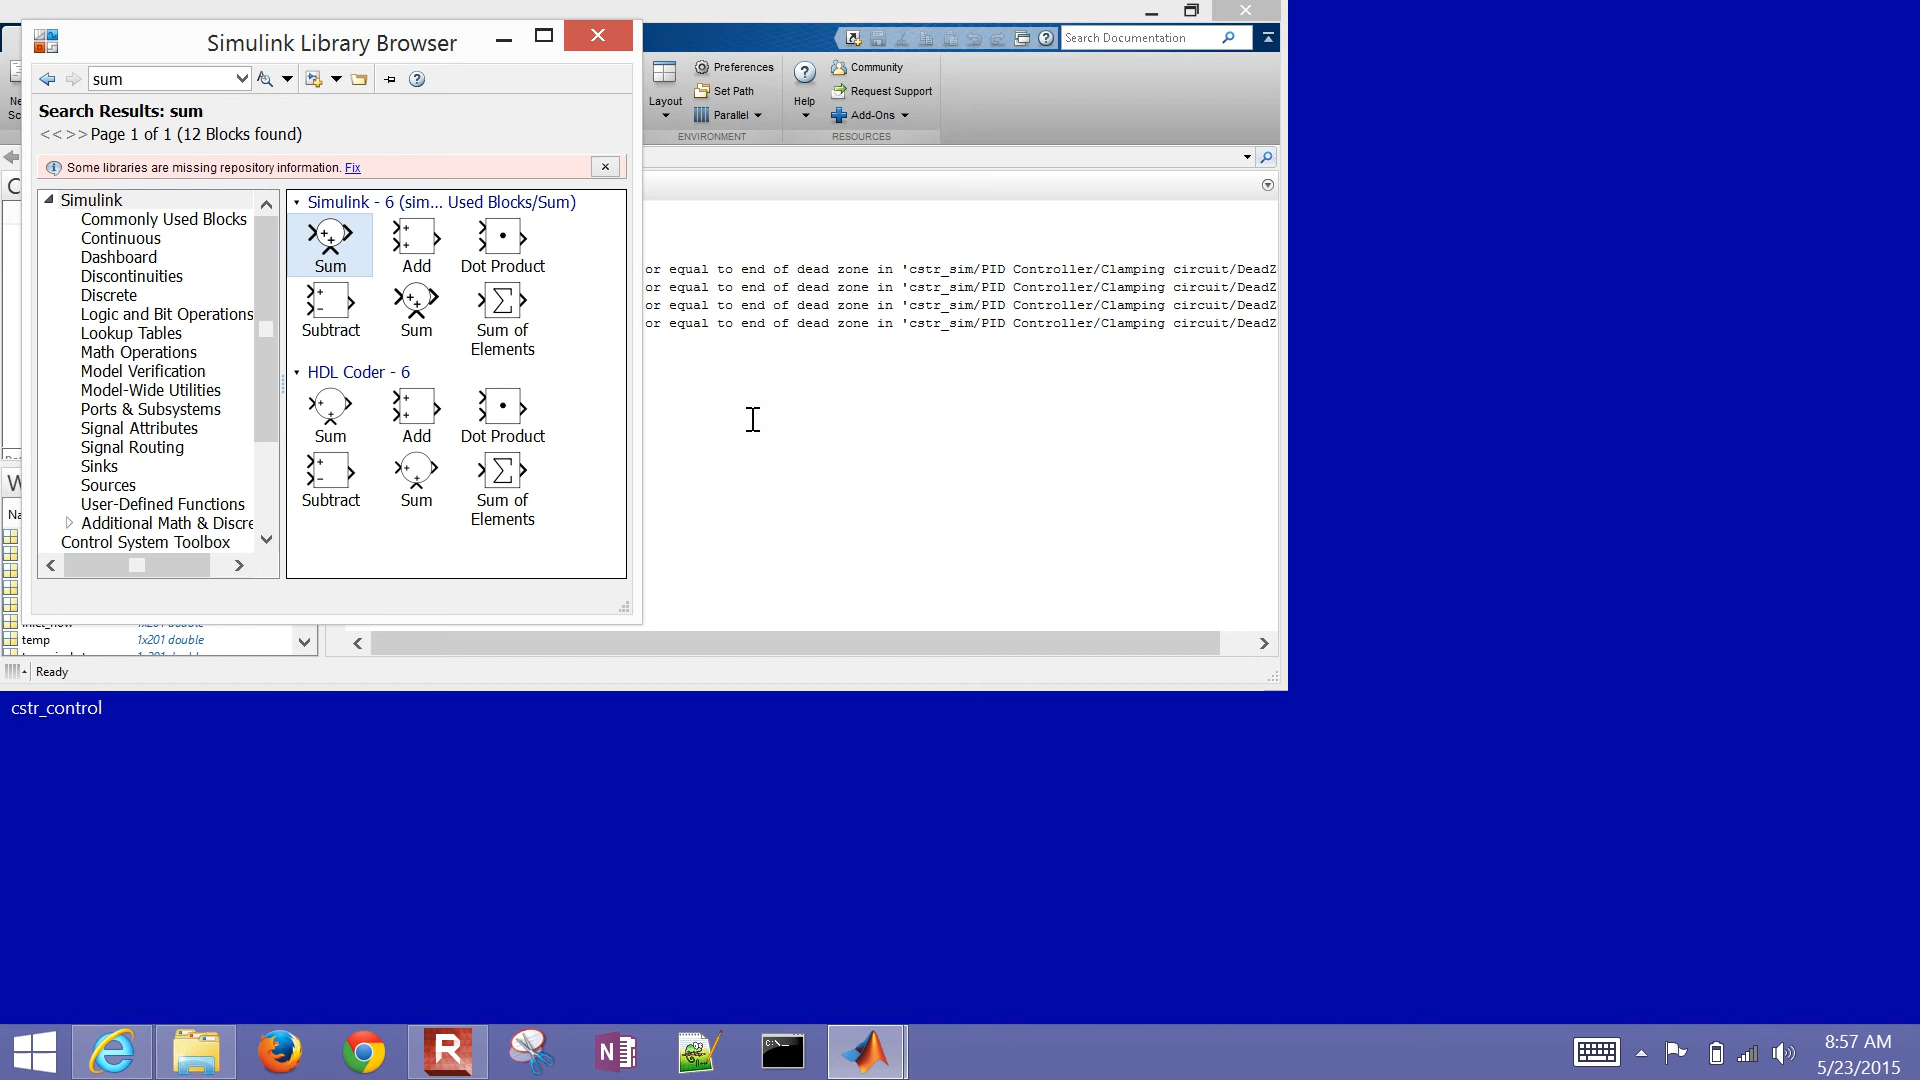 Simulink Library Browser
sum
Search Results: sum
<< >> Page 1 of 1 (12 Blocks found)
Some libraries are missing repository information. Fix
Simulink
Commonly Used Blocks
Continuous
Dashboard
Discontinuities
Discrete
Logic and Bit Operations
Lookup Tables
Math Operations
Model Verification
Model-Wide Utilities
Ports & Subsystems
Signal Attributes
Signal Routing
Sinks
Sources
User-Defined Functions
Additional Math & Discre
Control System Toolbox
Simulink - 6 (sim... Used Blocks/Sum)
Sum Add Dot Product
Subtract Sum Sum of
Elements
HDL Coder - 6
Sum Add Dot Product
Subtract Sum Sum of
Elements
Search Documentation
Layout
Preferences
Set Path
Parallel
ENVIRONMENT
Help
Community
Request Support
Add-Ons
RESOURCES
or equal to end of dead zone in 'cstr_sim/PID Controller/Clamping circuit/DeadZ
or equal to end of dead zone in 'cstr_sim/PID Controller/Clamping circuit/DeadZ
or equal to end of dead zone in 'cstr_sim/PID Controller/Clamping circuit/DeadZ
or equal to end of dead zone in 'cstr_sim/PID Controller/Clamping circuit/DeadZ
Ne
Sc
C
W
Na
temp 1x201 double
Ready
cstr_control
8:57 AM
5/23/2015